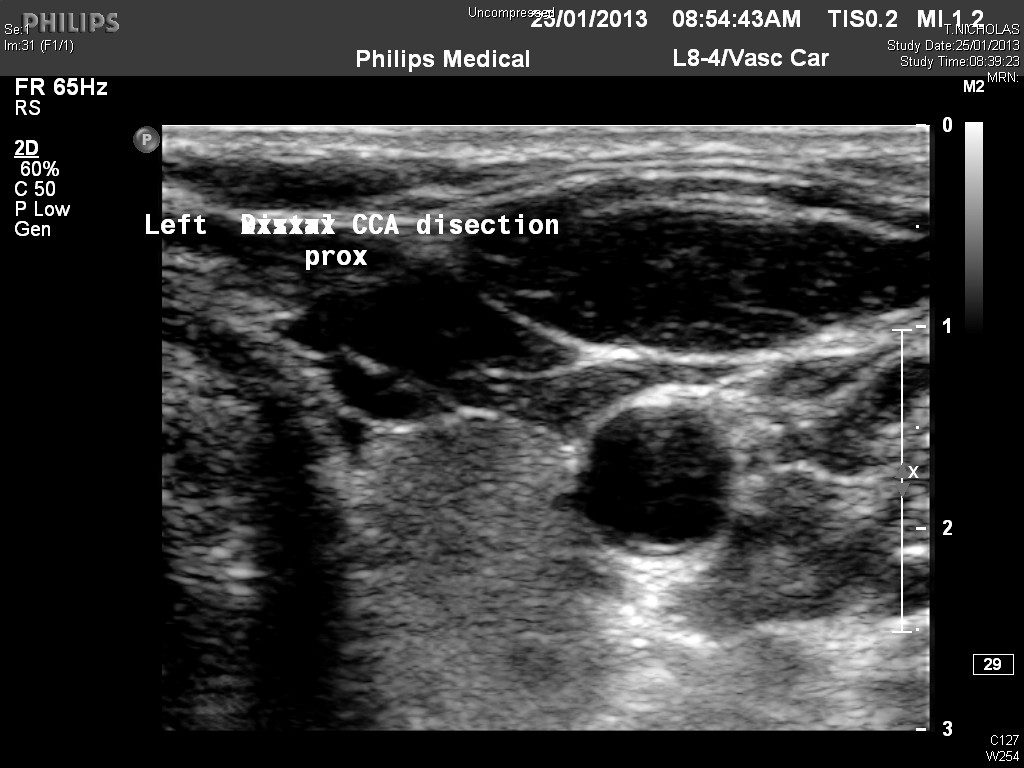 PHILIPS
Uncompressed
23/01/2013 08:54:43AM TIS0.2 MI 1.2
Se:1
T.NICHOLAS
Im:31 (F1/1)
Study Date:25/01/2013
Philips Medical
L8-4/Vasc Car
Study Time:08:39:23
MRN:
FR 65Hz
RS
M2
2D
60%
C 50
P Low
Gen
P
0
Left CCA disection
prox
1
X
2
29
3
C127
W254